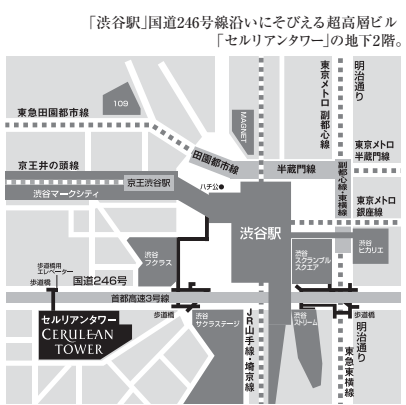 「渋谷駅」国道246号線沿いにそびえる超高層ビル
「セルリアンタワー」の地下2階。
東急田園都市線
109
MAGNET
東京メトロ 副都心線
明治通り
田園都市線
半蔵門線
東京メトロ
半蔵門線
京王井の頭線
京王渋谷駅
ハチ公
副都心線・東横線
渋谷マークシティ
東京メトロ
銀座線
渋谷駅
渋谷
フクラス
渋谷
スクランブル
スクエア
渋谷
ヒカリエ
歩道橋用
エレベーター
歩道橋
国道246号
首都高速3号線
歩道橋
渋谷
サクラステージ
JR山手線・埼京線
渋谷
ストリーム
歩道橋
明治通り
東急東横線
セルリアンタワー
CERULEAN
TOWER